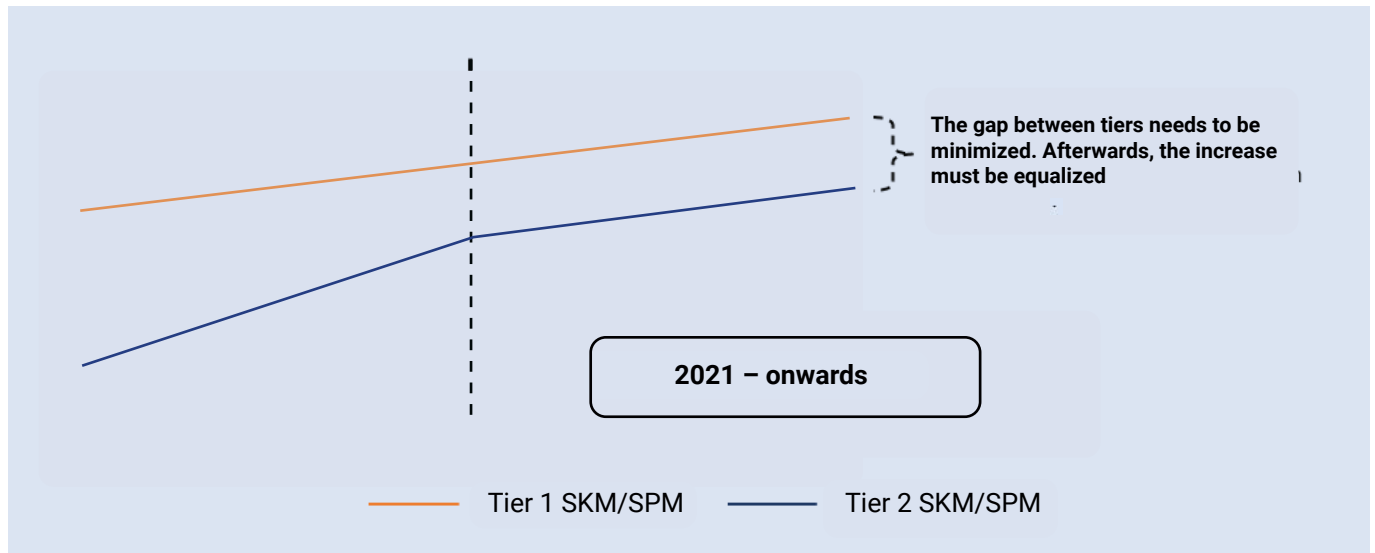 The gap between tiers needs to be
minimized. Afterwards, the increase
must be equalized
2021 – onwards
Tier 1 SKM/SPM
Tier 2 SKM/SPM